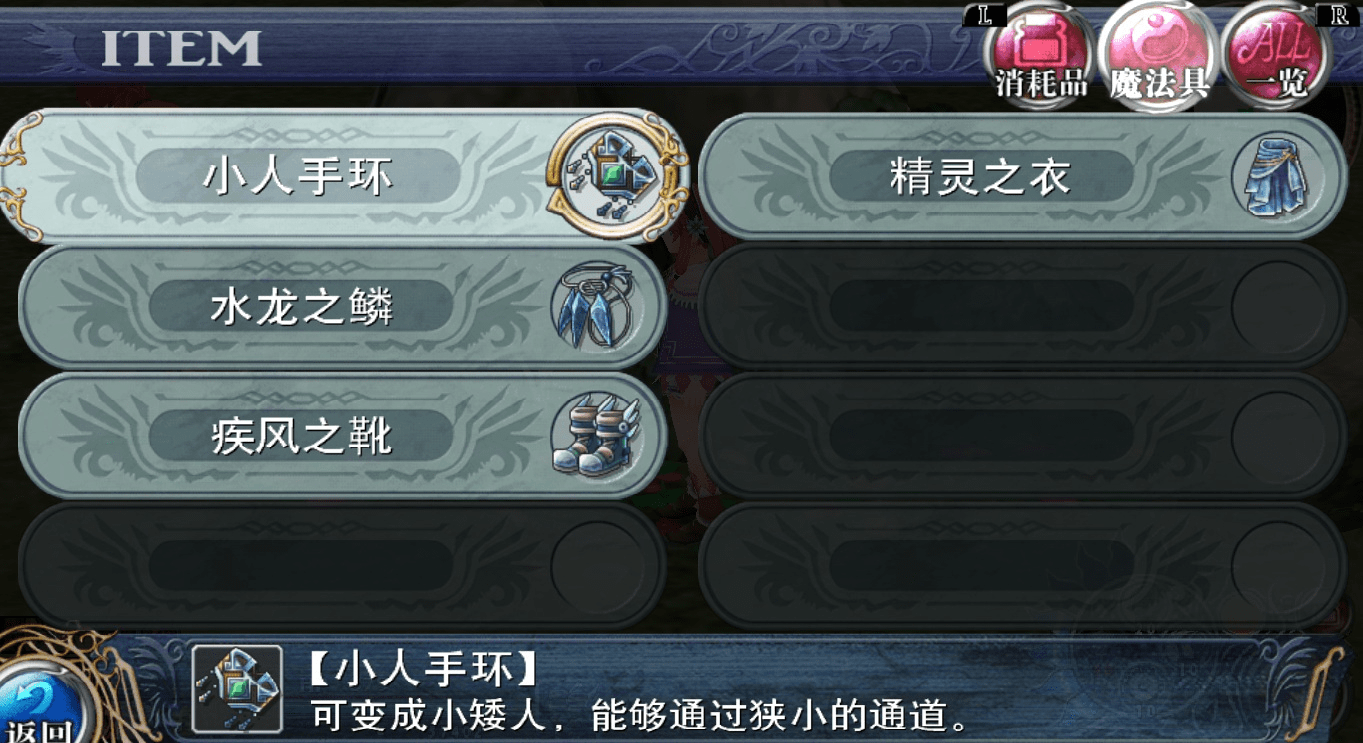 ITEM
L
R
消耗品
魔法具
ALL
一览
小人手环
精灵之衣
水龙之鳞
疾风之靴
【小人手环】
可变成小矮人，能够通过狭小的通道。
返回